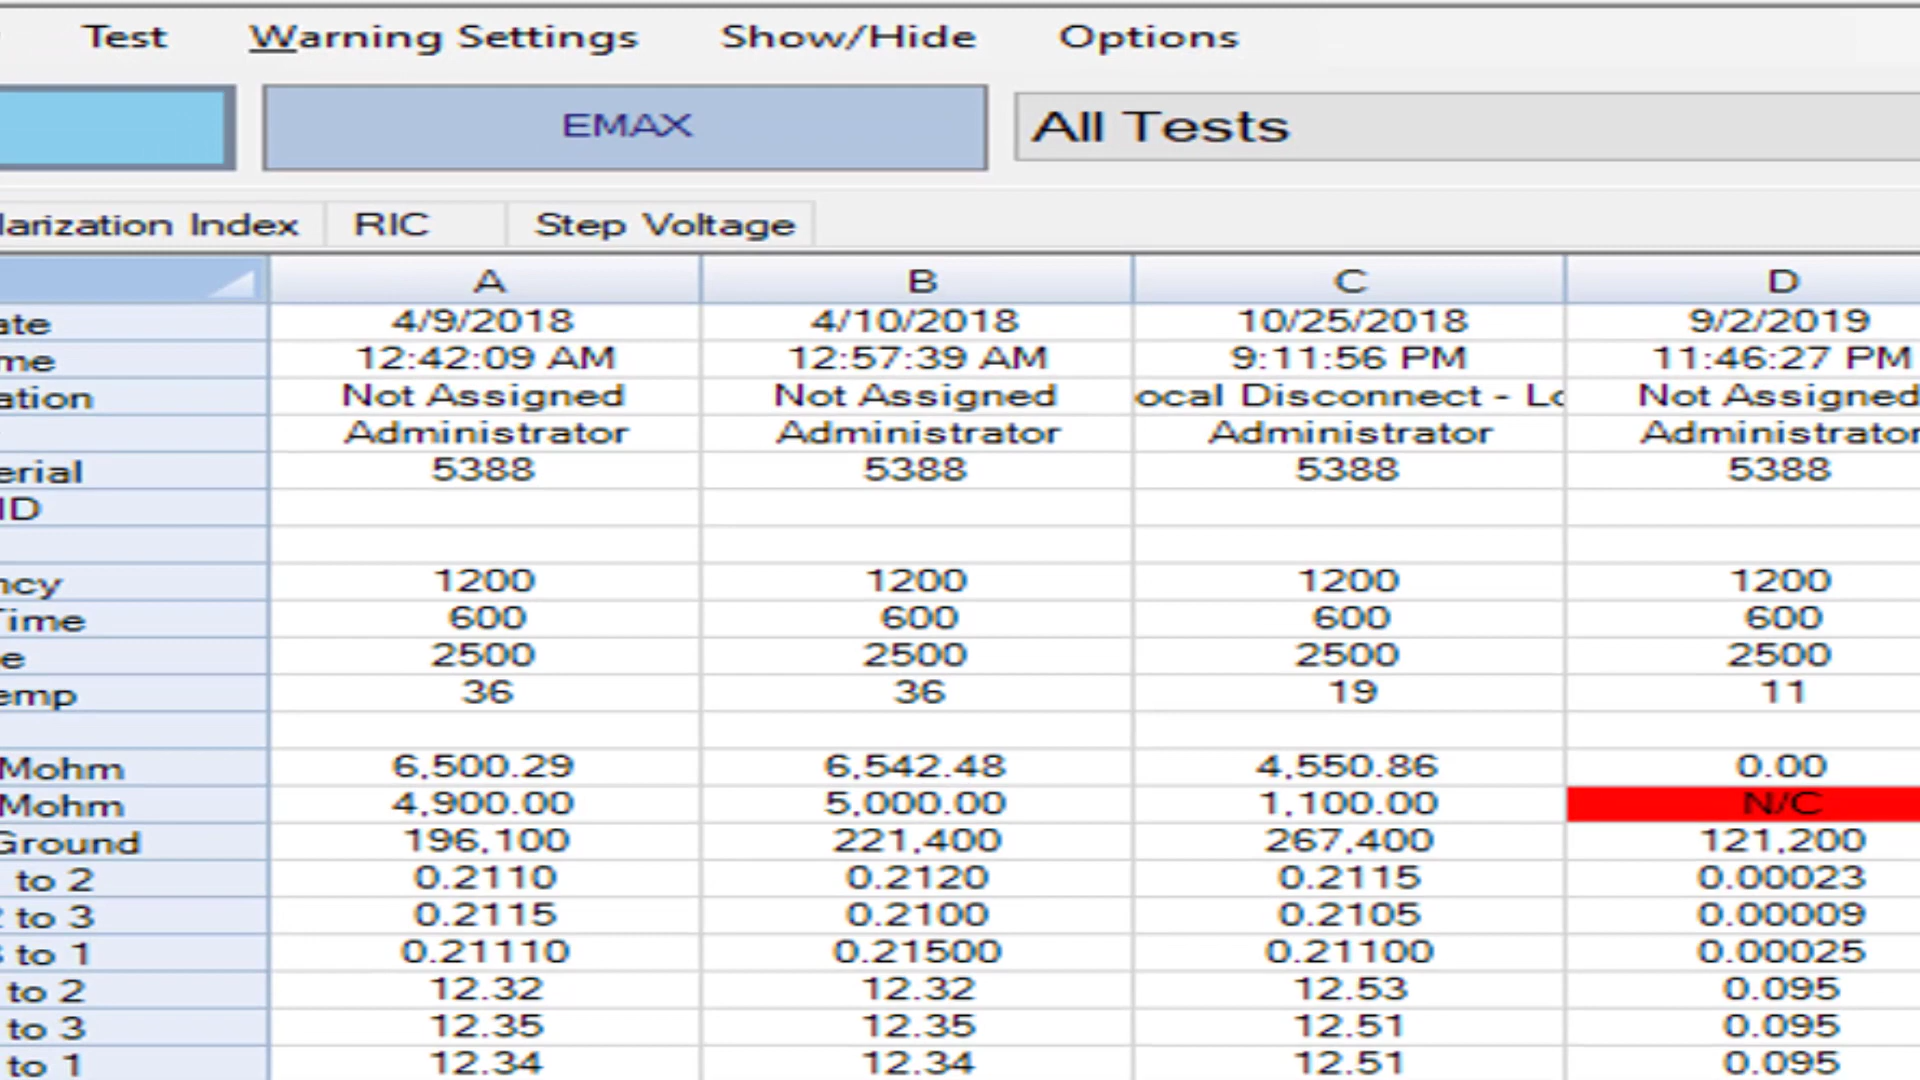 Test Warning Settings Show/Hide Options
EMAX All Tests
larization Index RIC Step Voltage
A B C D
ate 4/9/2018 4/10/2018 10/25/2018 9/2/2019
me 12:42:09 AM 12:57:39 AM 9:11:56 PM 11:46:27 PM
ation Not Assigned Not Assigned ocal Disconnect - Lo Not Assigned
Administrator Administrator Administrator Administrator
erial 5388 5388 5388 5388
ID
ncy 1200 1200 1200 1200
Time 600 600 600 600
e 2500 2500 2500 2500
emp 36 36 19 11
Mohm 6,500.29 6,542.48 4,550.86 0.00
Mohm 4,900.00 5,000.00 1,100.00 N/C
Ground 196,100 221,400 267,400 121,200
to 2 0.2110 0.2120 0.2115 0.00023
2 to 3 0.2115 0.2100 0.2105 0.00009
3 to 1 0.21110 0.21500 0.21100 0.00025
to 2 12.32 12.32 12.53 0.095
to 3 12.35 12.35 12.51 0.095
to 1 12.34 12.34 12.51 0.095